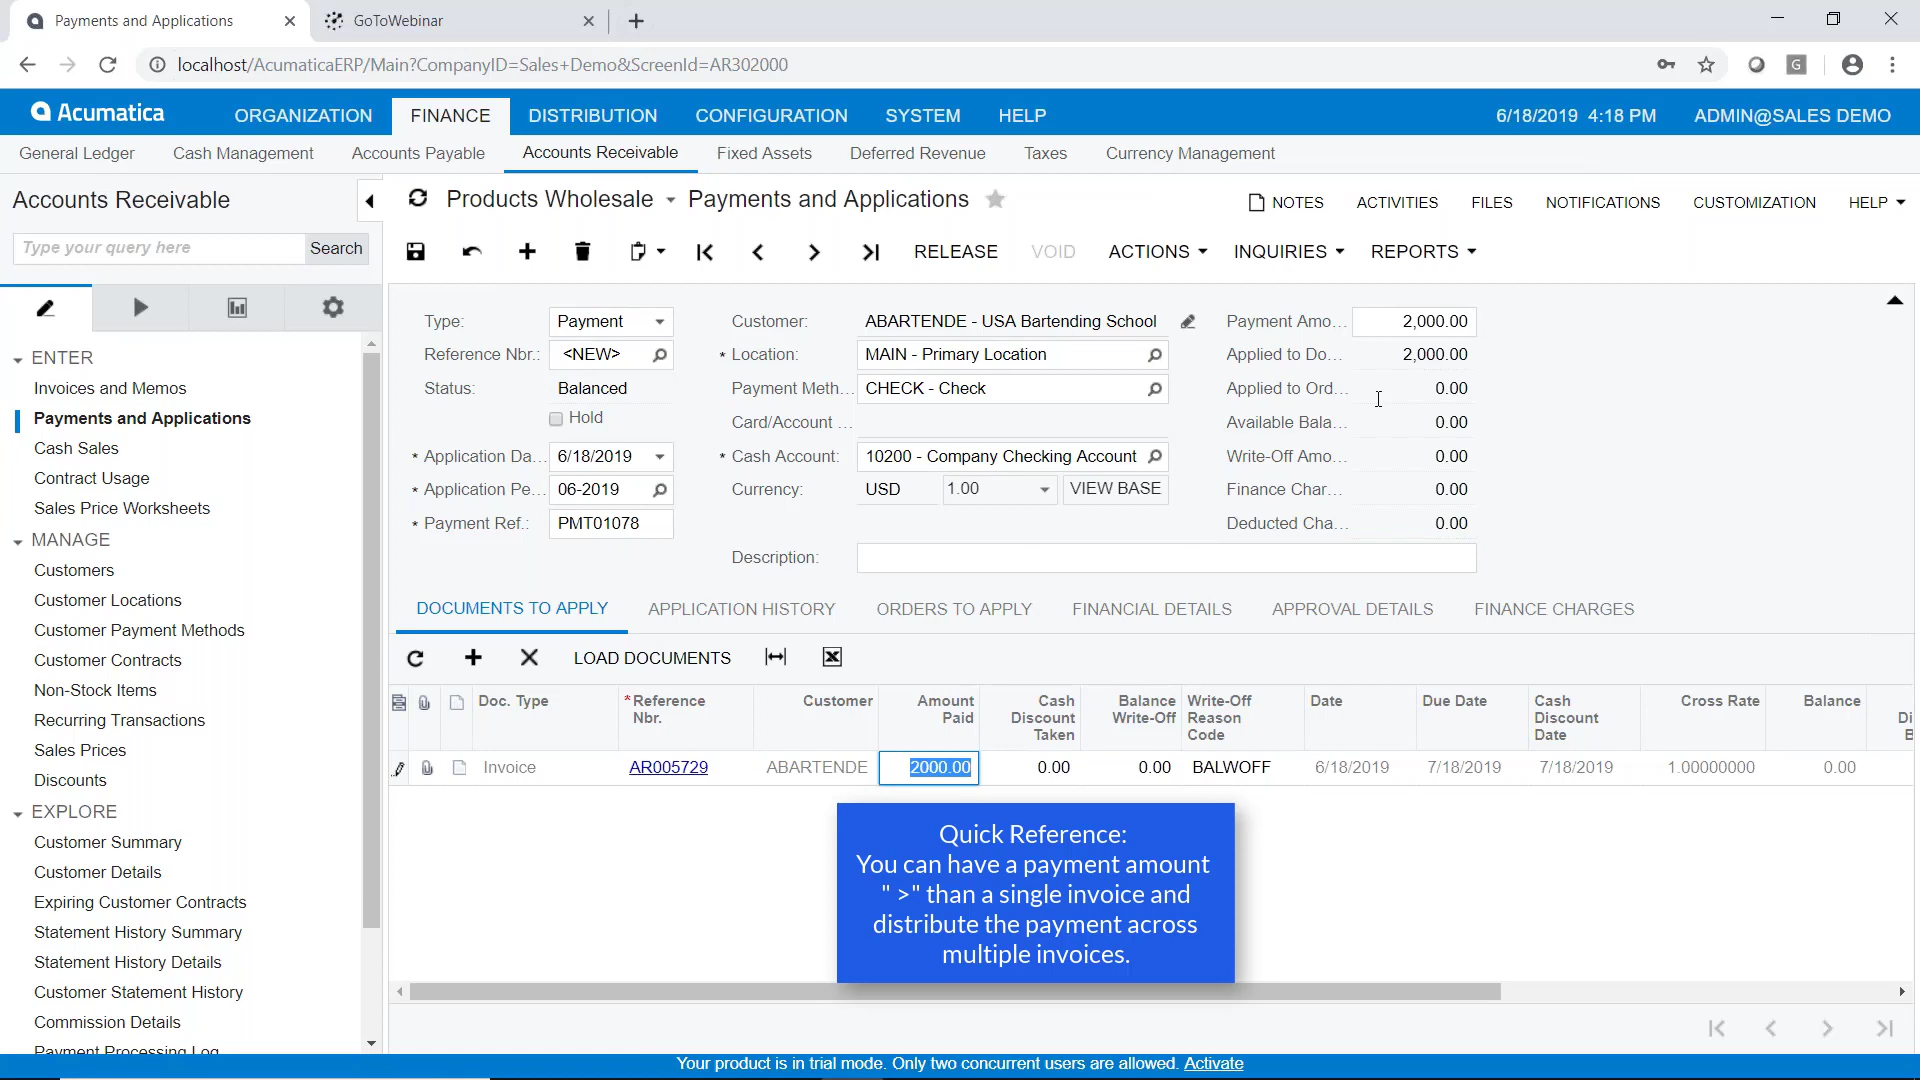 Payments and Applications
GoToWebinar
localhost/AcumaticaERP/Main?CompanyID=Sales+Demo&ScreenId=AR302000
G
Acumatica
ORGANIZATION FINANCE DISTRIBUTION CONFIGURATION SYSTEM HELP
6/18/2019 4:18 PM ADMIN@SALES DEMO
General Ledger Cash Management Accounts Payable Accounts Receivable Fixed Assets Deferred Revenue Taxes Currency Management
Accounts Receivable
Type your query here Search
ENTER
Invoices and Memos
Payments and Applications
Cash Sales
Contract Usage
Sales Price Worksheets
MANAGE
Customers
Customer Locations
Customer Payment Methods
Customer Contracts
Non-Stock Items
Recurring Transactions
Sales Prices
Discounts
EXPLORE
Customer Summary
Customer Details
Expiring Customer Contracts
Statement History Summary
Statement History Details
Customer Statement History
Commission Details
Payment Processing Log
Products Wholesale Payments and Applications
NOTES ACTIVITIES FILES NOTIFICATIONS CUSTOMIZATION HELP
RELEASE VOID ACTIONS INQUIRIES REPORTS
Type: Payment Customer: ABARTENDE - USA Bartending School Payment Amo... 2,000.00
Reference Nbr.: <NEW> * Location: MAIN - Primary Location Applied to Do... 2,000.00
Status: Balanced Payment Meth... CHECK - Check Applied to Ord... 0.00
Hold Card/Account ... Available Bala... 0.00
* Application Da... 6/18/2019 * Cash Account: 10200 - Company Checking Account Write-Off Amo... 0.00
* Application Pe... 06-2019 Currency: USD 1.00 VIEW BASE Finance Char... 0.00
* Payment Ref.: PMT01078 Deducted Cha... 0.00
Description:
DOCUMENTS TO APPLY APPLICATION HISTORY ORDERS TO APPLY FINANCIAL DETAILS APPROVAL DETAILS FINANCE CHARGES
LOAD DOCUMENTS
Doc. Type *Reference Customer Amount Cash Balance Write-Off Date Due Date Cash Cross Rate Balance
Nbr. Paid Discount Write-Off Reason Discount Di
Taken Code Date B
Invoice AR005729 ABARTENDE 2000.00 0.00 0.00 BALWOFF 6/18/2019 7/18/2019 7/18/2019 1.00000000 0.00
Quick Reference:
You can have a payment amount
" >" than a single invoice and
distribute the payment across
multiple invoices.
Your product is in trial mode. Only two concurrent users are allowed. Activate